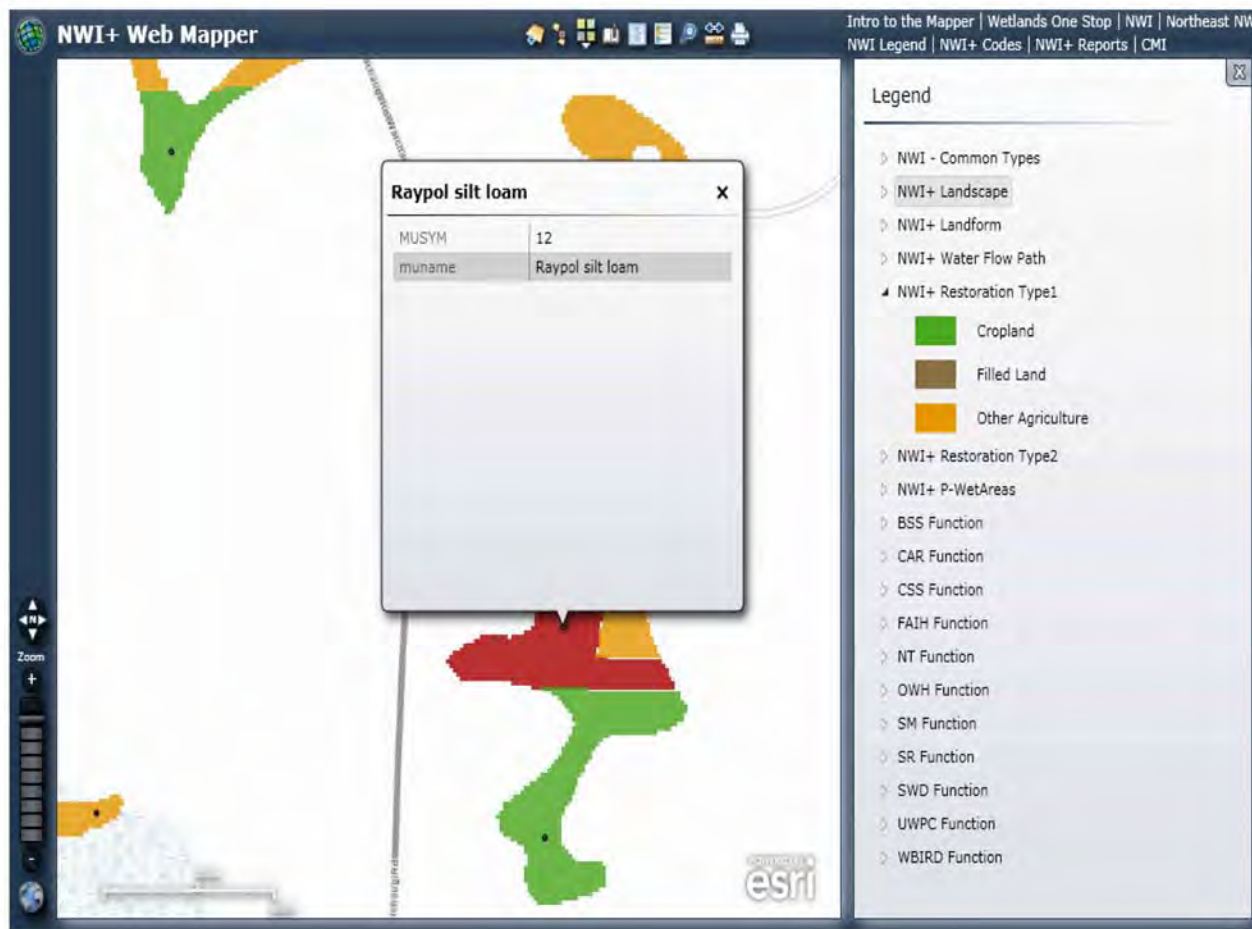 NWI+ Web Mapper
Intro to the Mapper | Wetlands One Stop | NWI | Northeast NW
NWI Legend | NWI+ Codes | NWI+ Reports | CMI
Legend
NWI - Common Types
NWI+ Landscape
NWI+ Landform
NWI+ Water Flow Path
NWI+ Restoration Type1
Cropland
Filled Land
Other Agriculture
NWI+ Restoration Type2
NWI+ P-WetAreas
BSS Function
CAR Function
CSS Function
FAIH Function
NT Function
OWH Function
SM Function
SR Function
SWD Function
UWPC Function
WBIRD Function
Raypol silt loam
X
MUSYM 12
muname Raypol silt loam
N
Zoom
+
-
esri